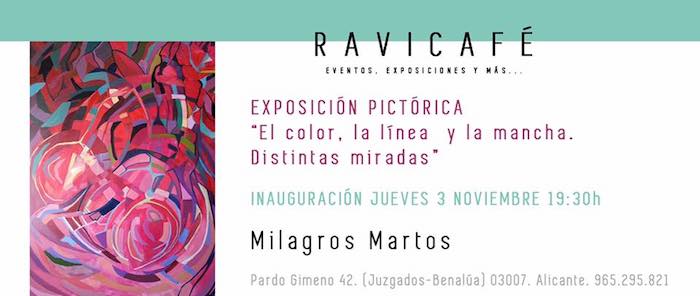 RAVICAFÉ
EVENTOS, EXPOSICIONES Y MÁS...
EXPOSICIÓN PICTÓRICA
“El color, la línea y la mancha.
Distintas miradas”
INAUGURACIÓN JUEVES 3 NOVIEMBRE 19:30h
Milagros Martos
Pardo Gimeno 42. (Juzgados-Benalúa) 03007. Alicante. 965.295.821